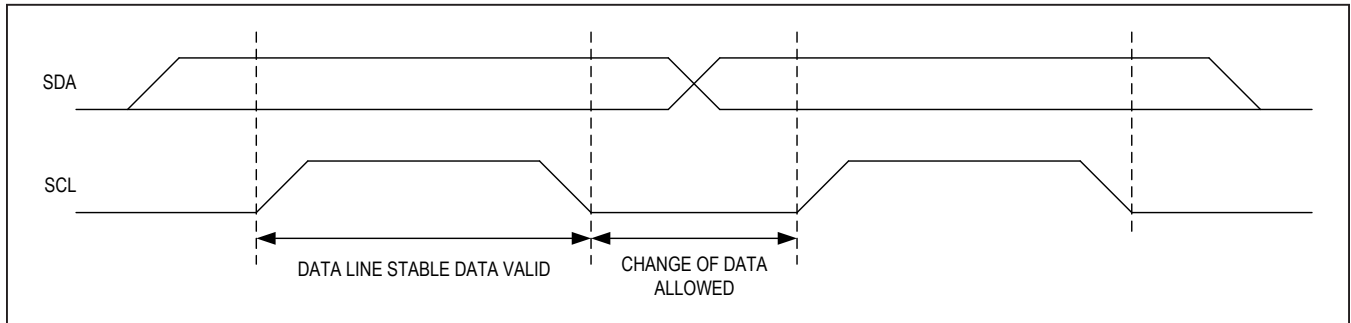 SDA
SCL
DATA LINE STABLE DATA VALID
CHANGE OF DATA
ALLOWED